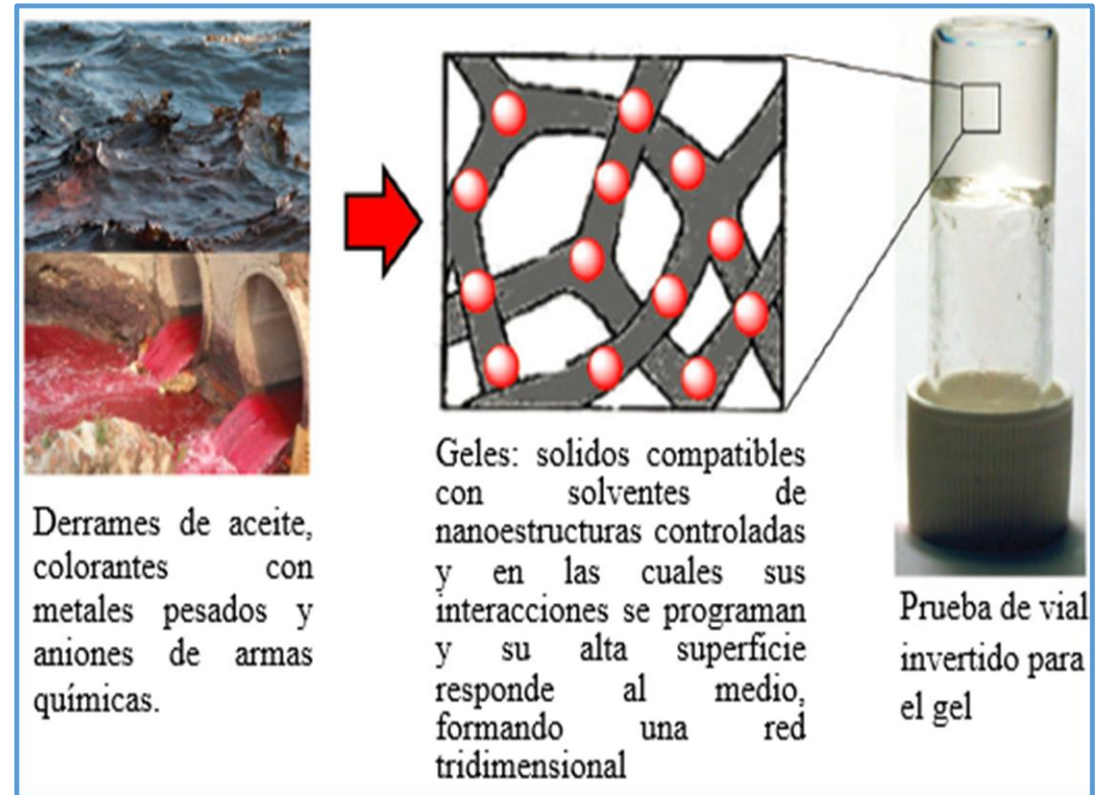 Derrames de aceite,
colorantes con
metales pesados y
aniones de armas
químicas.
Geles: solidos compatibles
con solventes de
nanoestructuras controladas
y en las cuales sus
interacciones se programan
y su alta superficie
responde al medio,
formando una red
tridimensional
Prueba de vial
invertido para
el gel